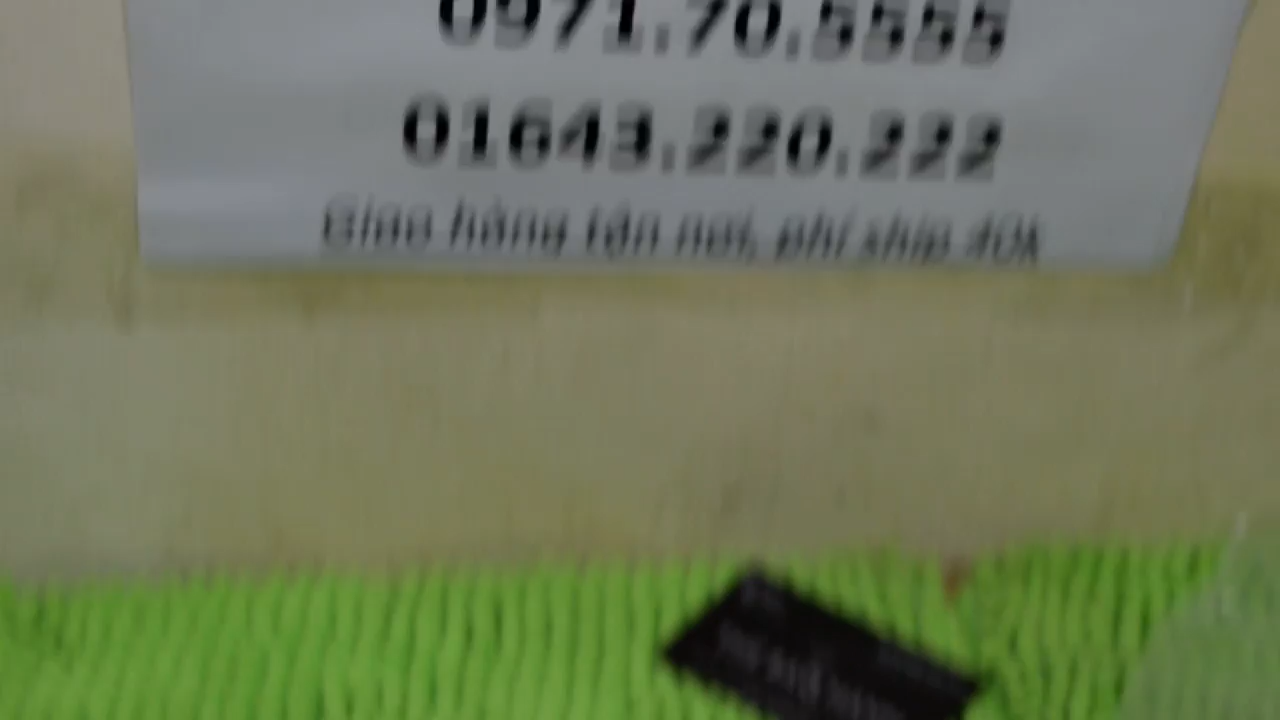 0971.70.5555
01643.220.222
Giao hàng tận nơi, phí ship 40k